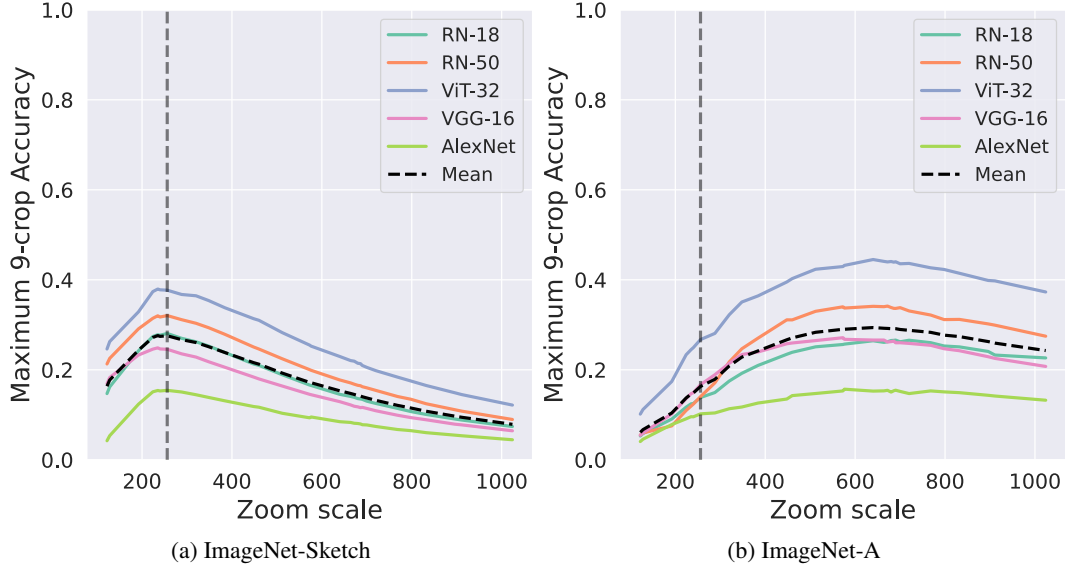 Maximum 9-crop Accuracy
1.0
0.8
0.6
0.4
0.2
0.0
RN-18
RN-50
ViT-32
VGG-16
AlexNet
Mean
200 400 600 800 1000
Zoom scale
(a) ImageNet-Sketch
Maximum 9-crop Accuracy
1.0
0.8
0.6
0.4
0.2
0.0
RN-18
RN-50
ViT-32
VGG-16
AlexNet
Mean
200 400 600 800 1000
Zoom scale
(b) ImageNet-A